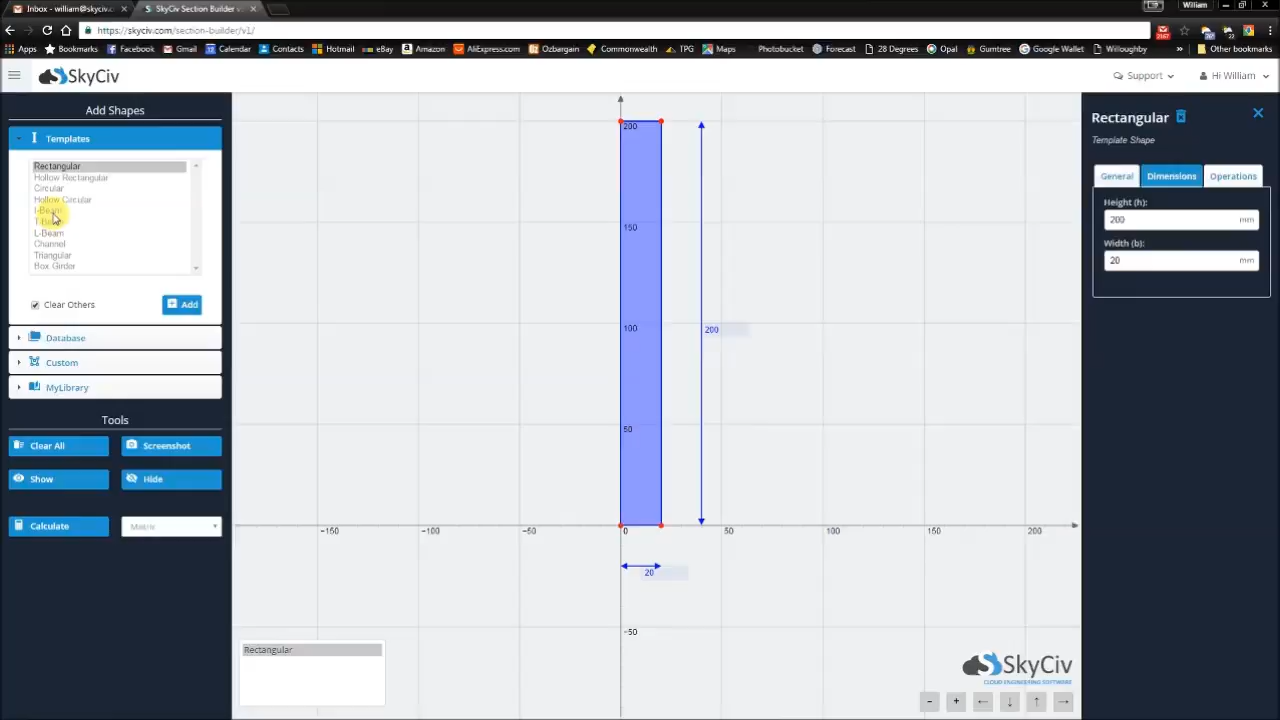 Inbox - william@skyciv.c
SkyCiv Section Builder v
William
https://skyciv.com/section-builder/v1/
Apps Bookmarks Facebook Gmail Calendar Contacts Hotmail eBay Amazon AliExpress.com Ozbargain Commonwealth TPG Maps Photobucket Forecast 28 Degrees Opal Gumtree Google Wallet Willoughby » Other bookmarks
SkyCiv
Support
Hi William
Add Shapes
Templates
Rectangular
Hollow Rectangular
Circular
Hollow Circular
I-Beam
T-Beam
L-Beam
Channel
Triangular
Box Girder
Clear Others
Add
Database
Custom
MyLibrary
Tools
Clear All
Screenshot
Show
Hide
Calculate
Metric
200
150
100
50
200
-150
-100
-50
0
50
100
150
200
20
-50
Rectangular
SkyCiv
CLOUD ENGINEERING SOFTWARE
- + ← ↓ ↑ →
Rectangular
Template Shape
General
Dimensions
Operations
Height (h):
200 mm
Width (b):
20 mm